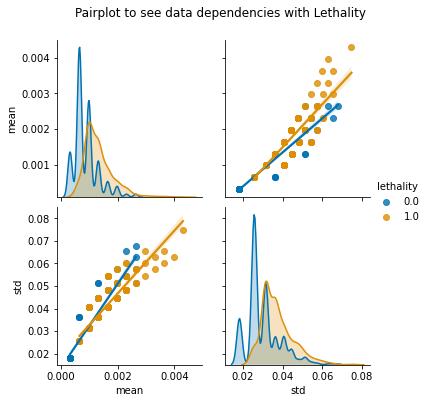 Pairplot to see data dependencies with Lethality
0.004
0.003
0.002
0.001
mean
lethality
0.0
1.0
0.08
0.07
0.06
0.05
0.04
0.03
0.02
std
0.000 0.002 0.004
mean
0.02 0.04 0.06 0.08
std